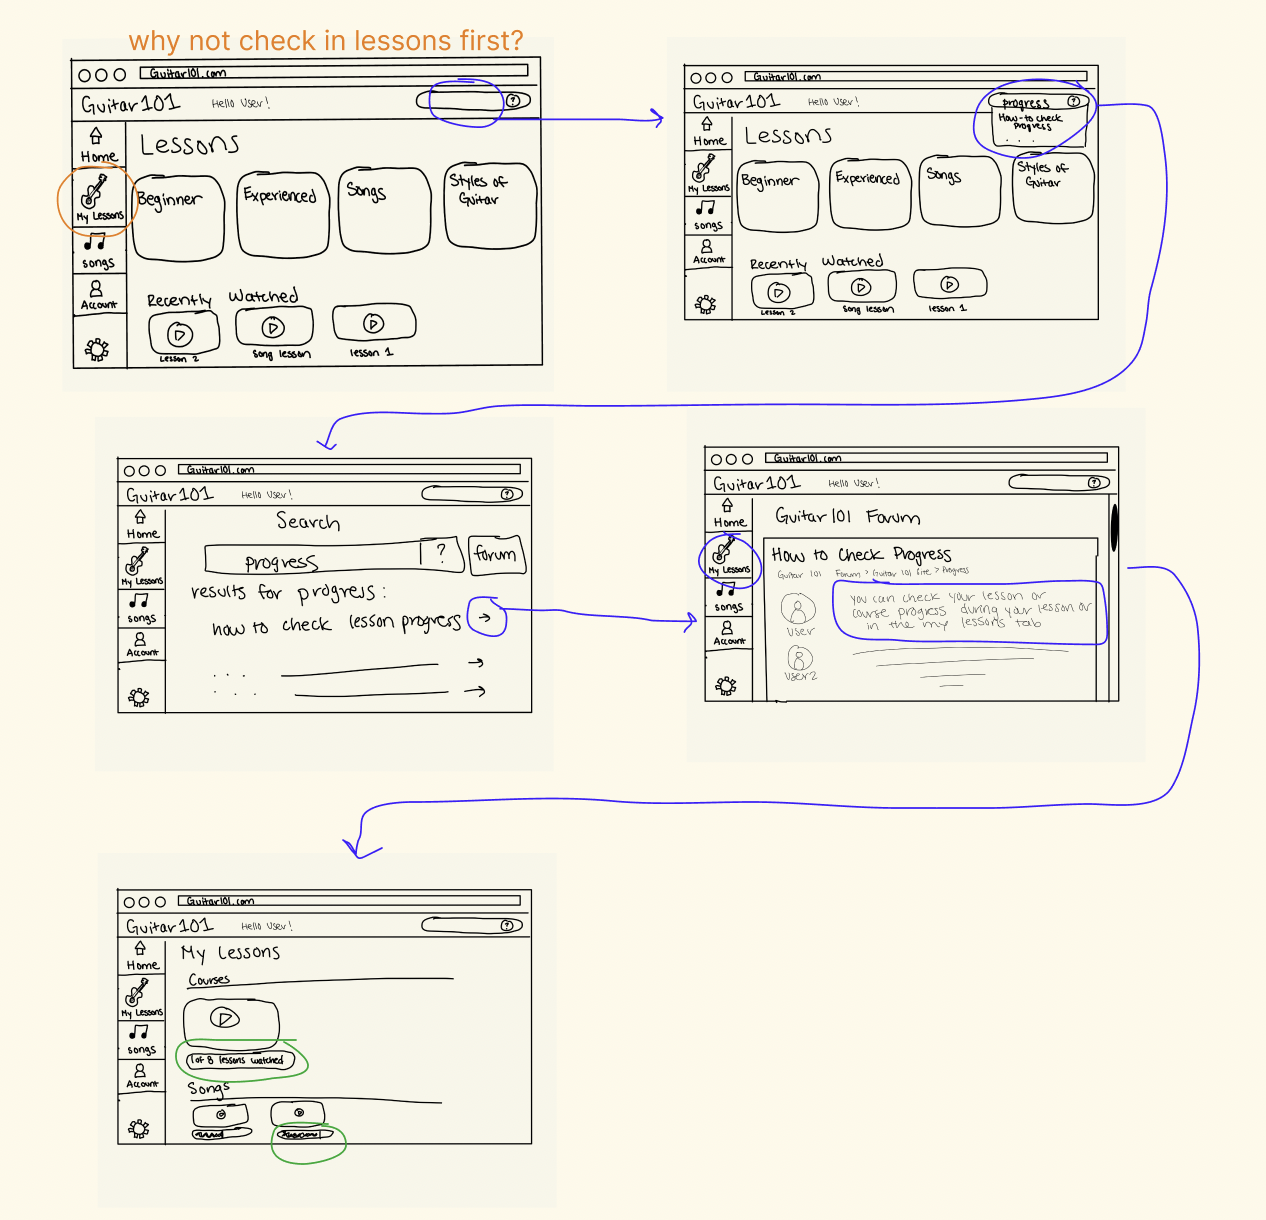 why not check in lessons first?
Guitar101.com
Guitar101 Hello User! ?
Home
My Lessons
songs
Account
Lessons
Beginner
Experienced
Songs
Styles of
Guitar
Recently Watched
Lesson 2
Song lesson
lesson 1
Guitar101.com
Guitar101 Hello User! progress ?
How-to check
progress
. . .
Home
My Lessons
songs
Account
Lessons
Beginner
Experienced
Songs
Styles of
Guitar
Recently Watched
Lesson 2
Song lesson
lesson 1
Guitar101.com
Guitar101 Hello User! ?
Home
My Lessons
songs
Account
Search
progress ? forum
results for progress:
how to check lesson progress →
. . . →
. . . →
Guitar101.com
Guitar101 Hello User! ?
Home
My Lessons
songs
Account
Guitar 101 Forum
How to Check Progress
Guitar 101 Forum > Guitar 101 Site > Progress
you can check your lesson or
course progress during your lesson or
in the my lessons tab
user
user2
Guitar101.com
Guitar101 Hello User! ?
Home
My Lessons
songs
Account
My Lessons
Courses
1 of 8 lessons watched
Songs